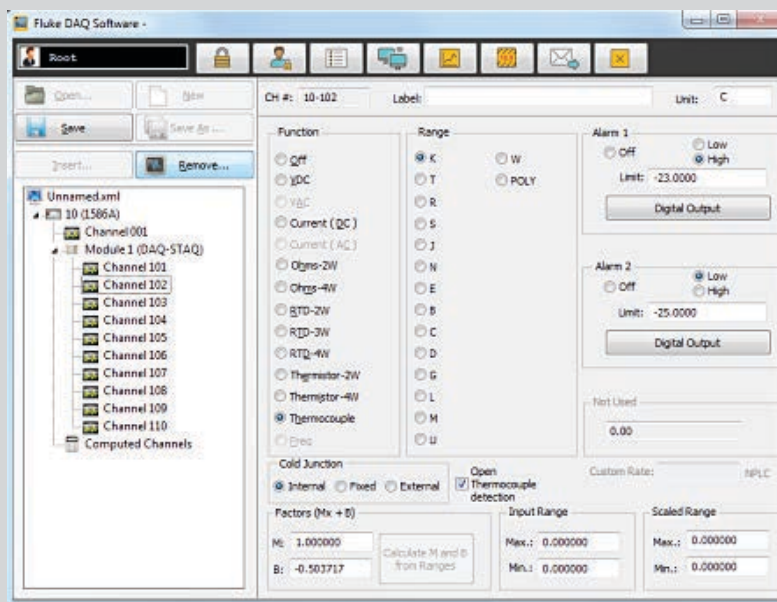 Fluke DAQ Software -
Root
Open...
New
Save
Save As ...
Insert...
Remove...
Unnamed.xml
10 (1586A)
Channel 001
Module 1 (DAQ-STAQ)
Channel 101
Channel 102
Channel 103
Channel 104
Channel 105
Channel 106
Channel 107
Channel 108
Channel 109
Channel 110
Computed Channels
CH #: 10-102 Label: Unit: C
Function
Off
VDC
VAC
Current (DC)
Current (AC)
Ohms-2W
Ohms-4W
RTD-2W
RTD-3W
RTD-4W
Thermistor-2W
Thermistor-4W
Thermocouple
Freq
Range
K
T
R
S
J
N
E
B
C
D
G
L
M
U
W
POLY
Alarm 1
Off
Low
High
Limit: -23.0000
Digital Output
Alarm 2
Off
Low
High
Limit: -25.0000
Digital Output
Not Used
0.00
Cold Junction
Internal Fixed External
Open
Thermocouple
detection
Custom Rate: NPLC
Factors (Mx + B)
M: 1.000000
B: -0.503717
Calculate M and B
from Ranges
Input Range
Max.: 0.000000
Min.: 0.000000
Scaled Range
Max.: 0.000000
Min.: 0.000000